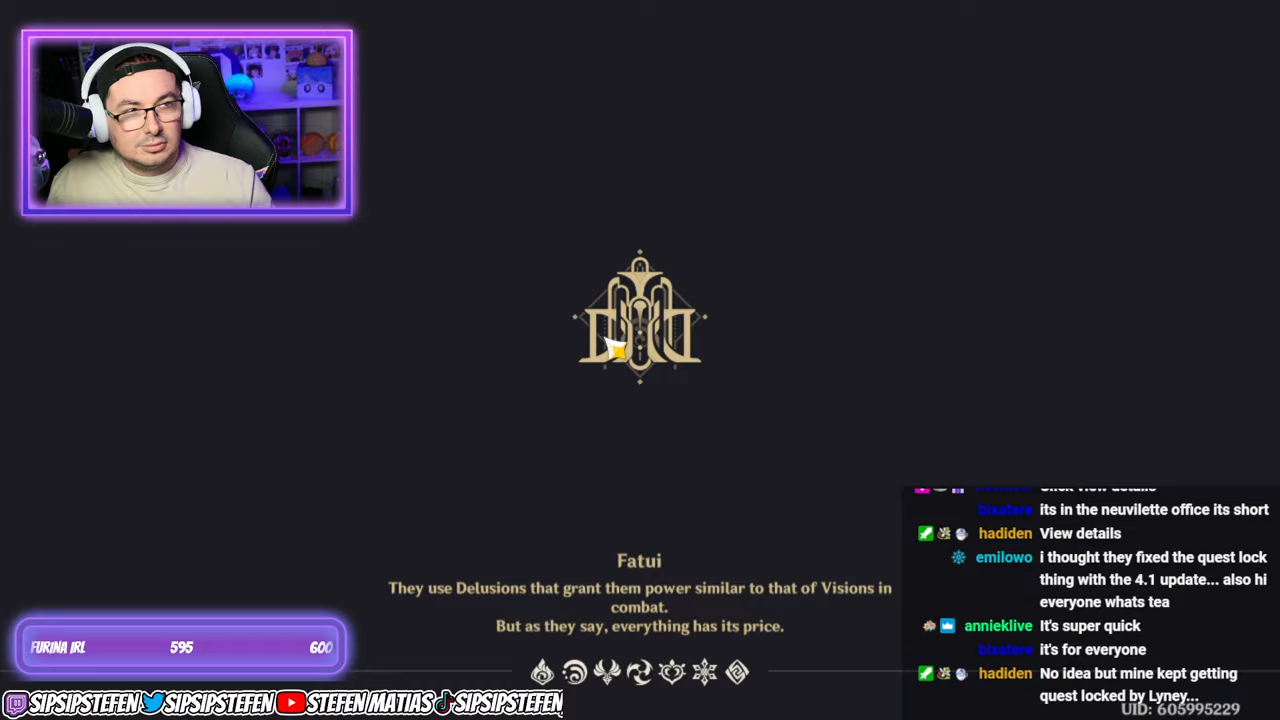 its in the neuvilette office its short
hadiden View details
emilowo i thought they fixed the quest lock
thing with the 4.1 update... also hi
everyone whats tea
annieklive It's super quick
bixatere it's for everyone
hadiden No idea but mine kept getting
quest locked by Lyney...
Fatui
They use Delusions that grant them power similar to that of Visions in
combat.
But as they say, everything has its price.
FURINA IRL 595 600
SIPSIPSTEFEN SIPSIPSTEFEN STEFEN MATIAS SIPSIPSTEFEN
UID: 605995229